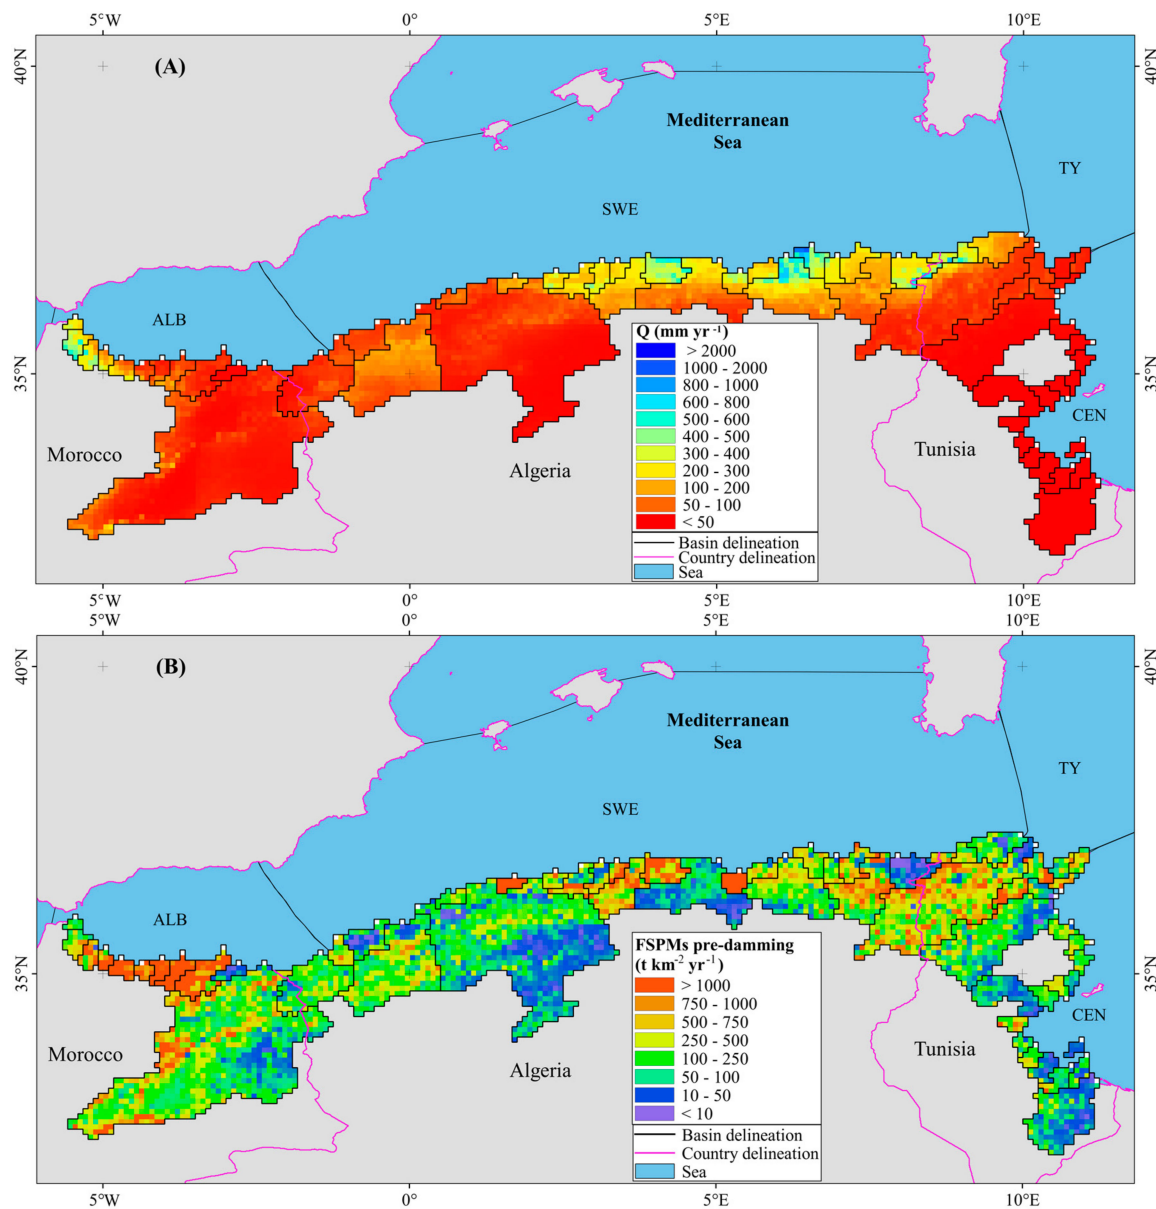 5°W 0° 5°E 10°E
40°N 40°N
(A)
Mediterranean
Sea
TY
SWE
ALB
35°N 35°N
CEN
Morocco
Algeria
Tunisia
Q (mm yr -1)
> 2000
1000 - 2000
800 - 1000
600 - 800
500 - 600
400 - 500
300 - 400
200 - 300
100 - 200
50 - 100
< 50
Basin delineation
Country delineation
Sea
5°W 0° 5°E 10°E
5°W 0° 5°E 10°E
40°N 40°N
(B)
Mediterranean
Sea
TY
SWE
ALB
35°N 35°N
CEN
Morocco
Algeria
Tunisia
FSPMs pre-damming
(t km-2 yr-1)
> 1000
750 - 1000
500 - 750
250 - 500
100 - 250
50 - 100
10 - 50
< 10
Basin delineation
Country delineation
Sea
5°W 0° 5°E 10°E